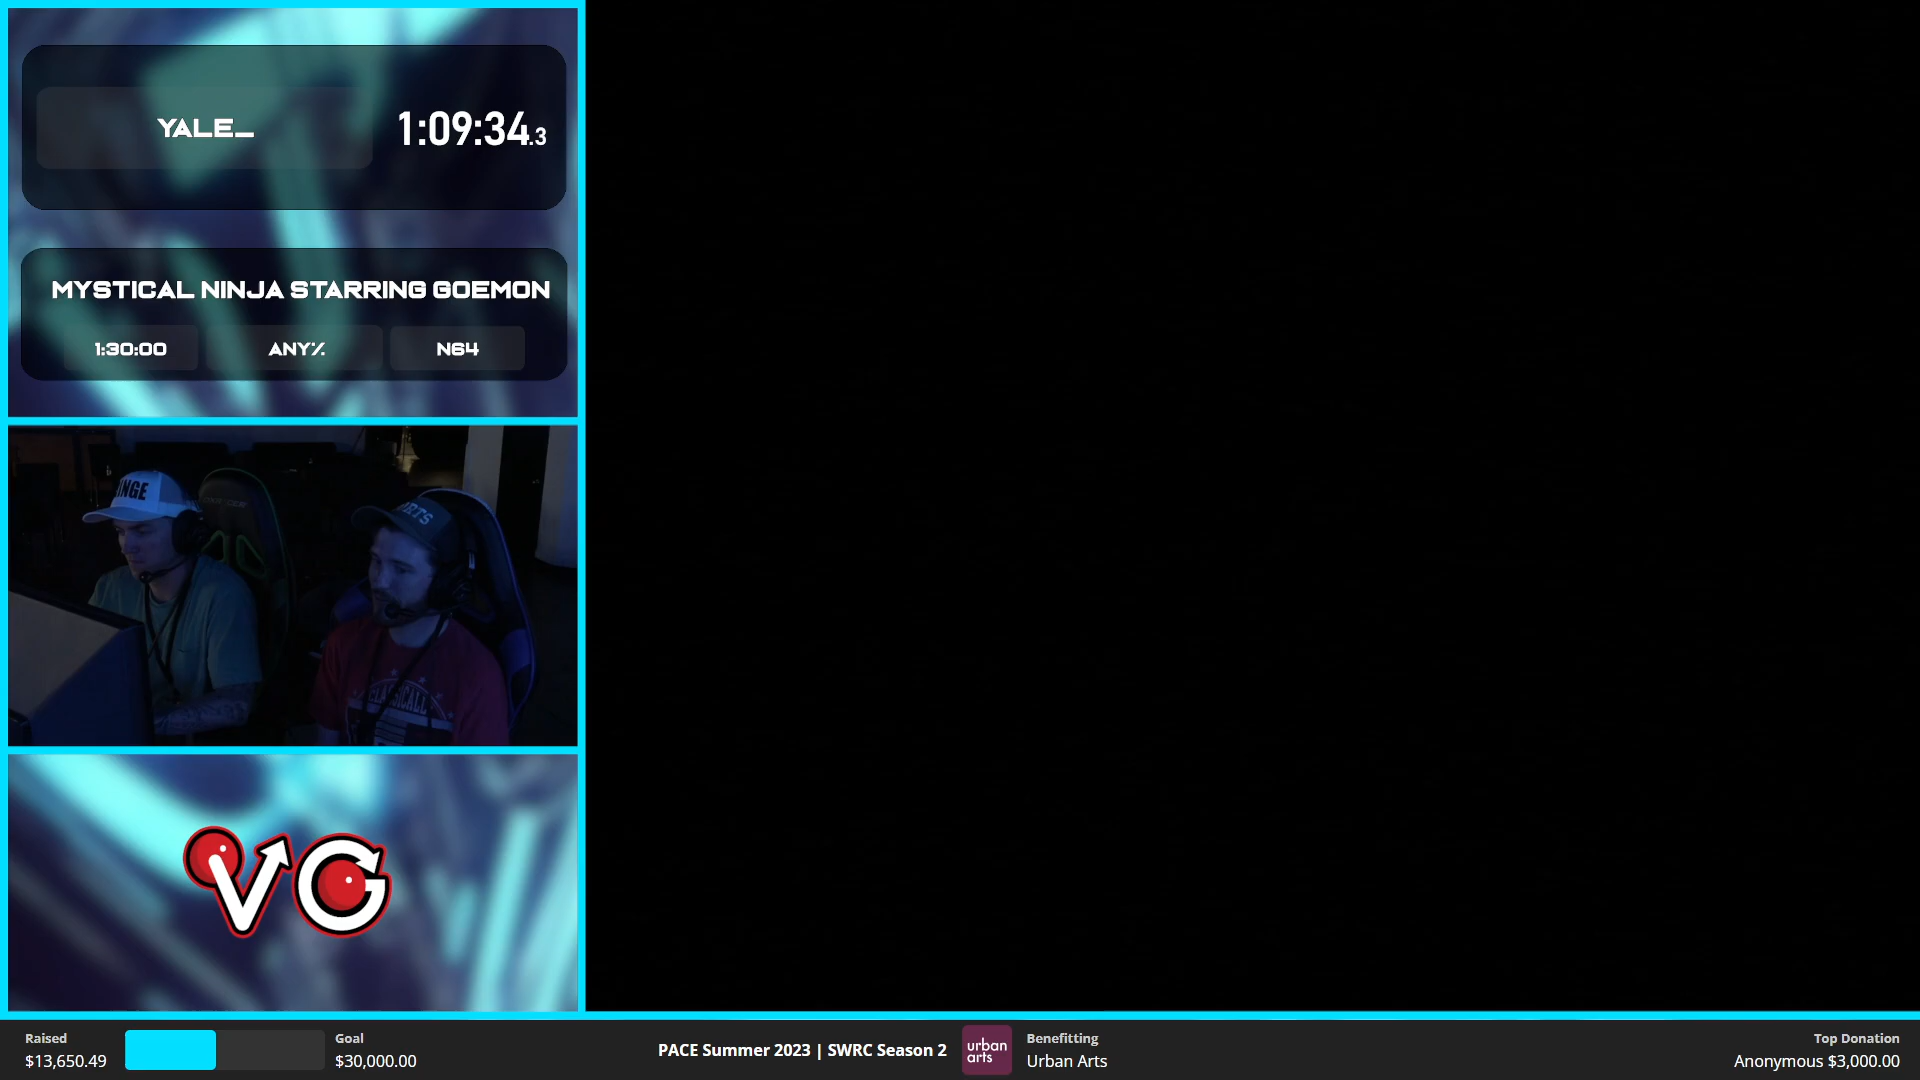 YALE_
1:09:34.3
MYSTICAL NINJA STARRING GOEMON
1:30:00
ANY%
N64
VG
Raised
$13,650.49
Goal
$30,000.00
PACE Summer 2023 | SWRC Season 2
urban
arts
Benefitting
Urban Arts
Top Donation
Anonymous $3,000.00